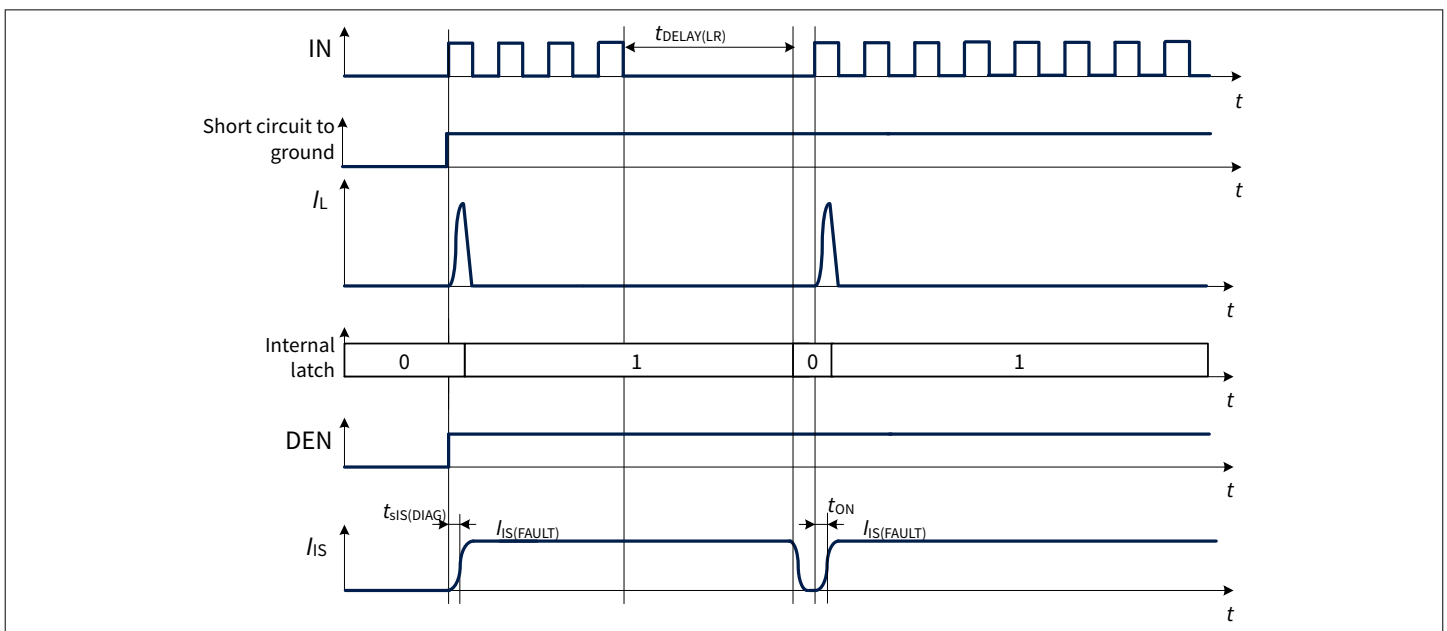 IN
tDELAY(LR)
t
Short circuit to
ground
t
IL
t
Internal
latch
0
1
0
1
t
DEN
t
tsIS(DIAG)
IIS(FAULT)
tON
IIS(FAULT)
IIS
t